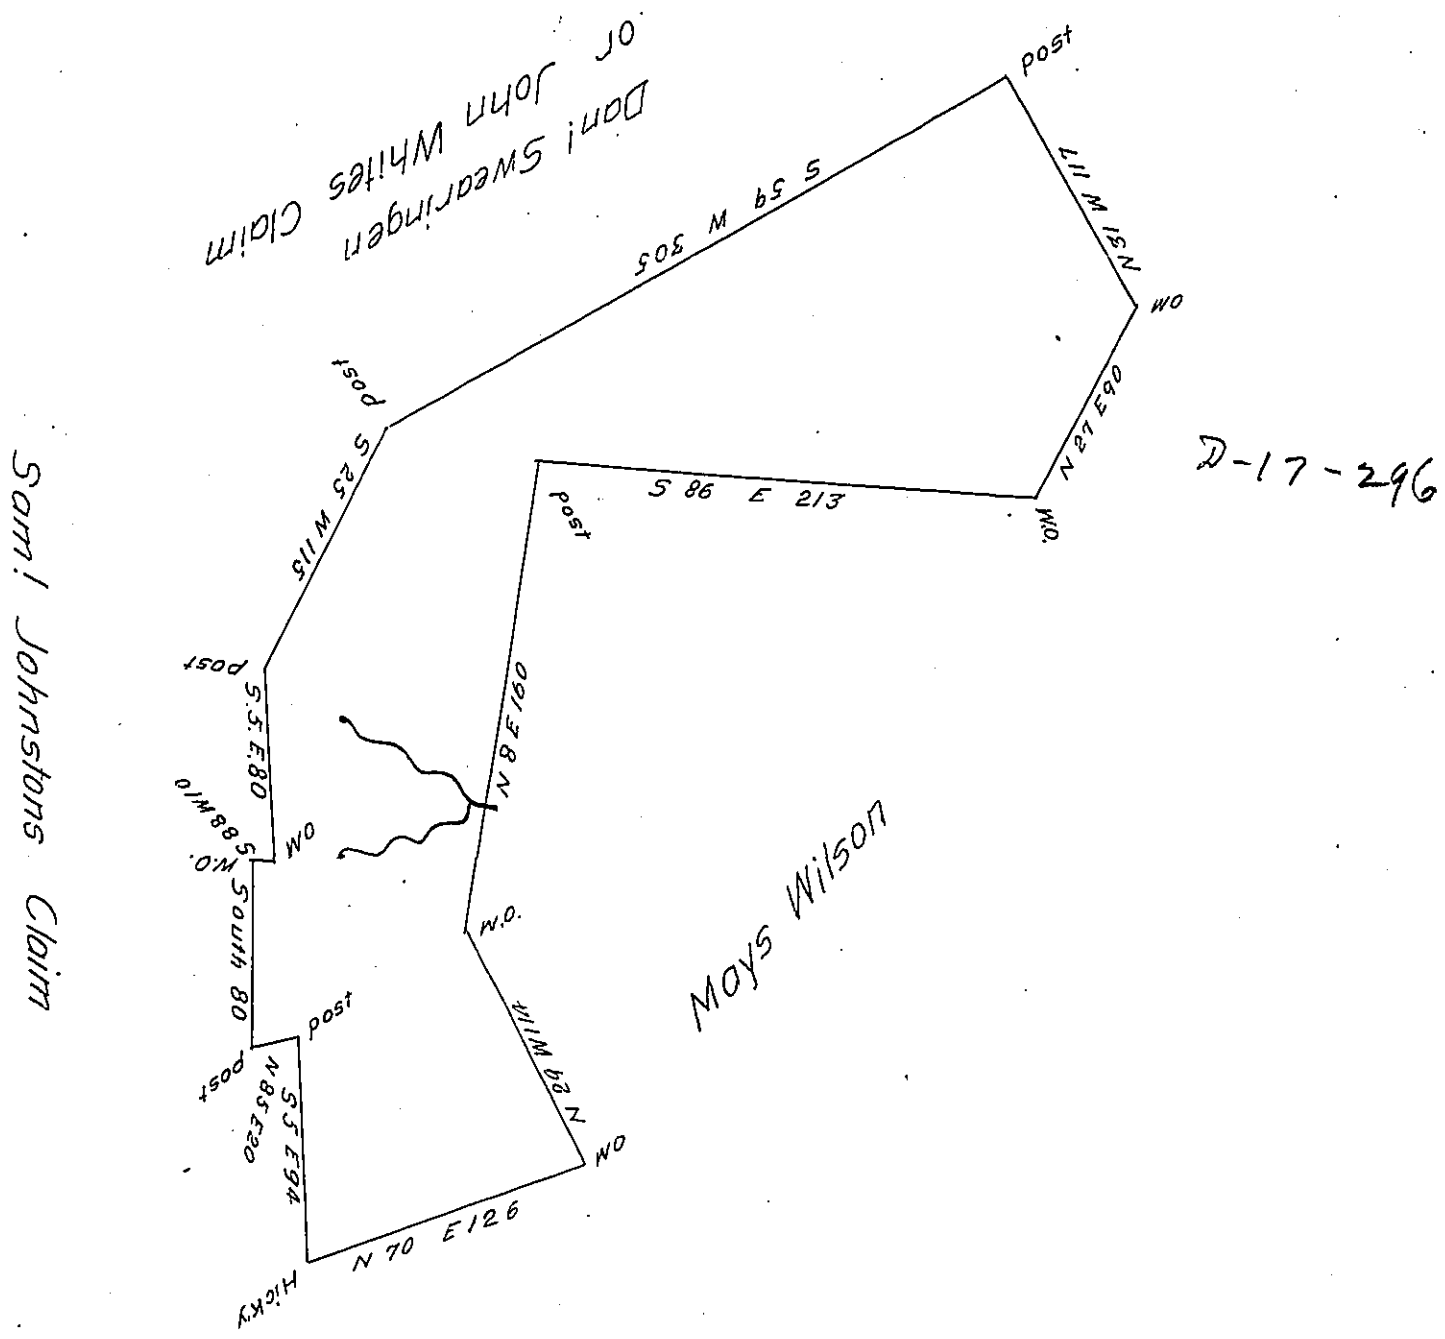 Dan! Swearingen
or John Whites Claim
post
S 59 W 305
N31 W 117
WO
N 27 E 90
D-17-296
W.O.
S 86 E 213
post
post
S 25 W 115
post
S.5.E.80
WO
S 88 W 10
W.O.
South 80
post
N 85 E 20
post
S 5 E 94
Hicky
N 70 E 126
WO
N 29 W 114
W.O.
N 8 E 160
Mays Wilson
Sam! Johnstons Claim